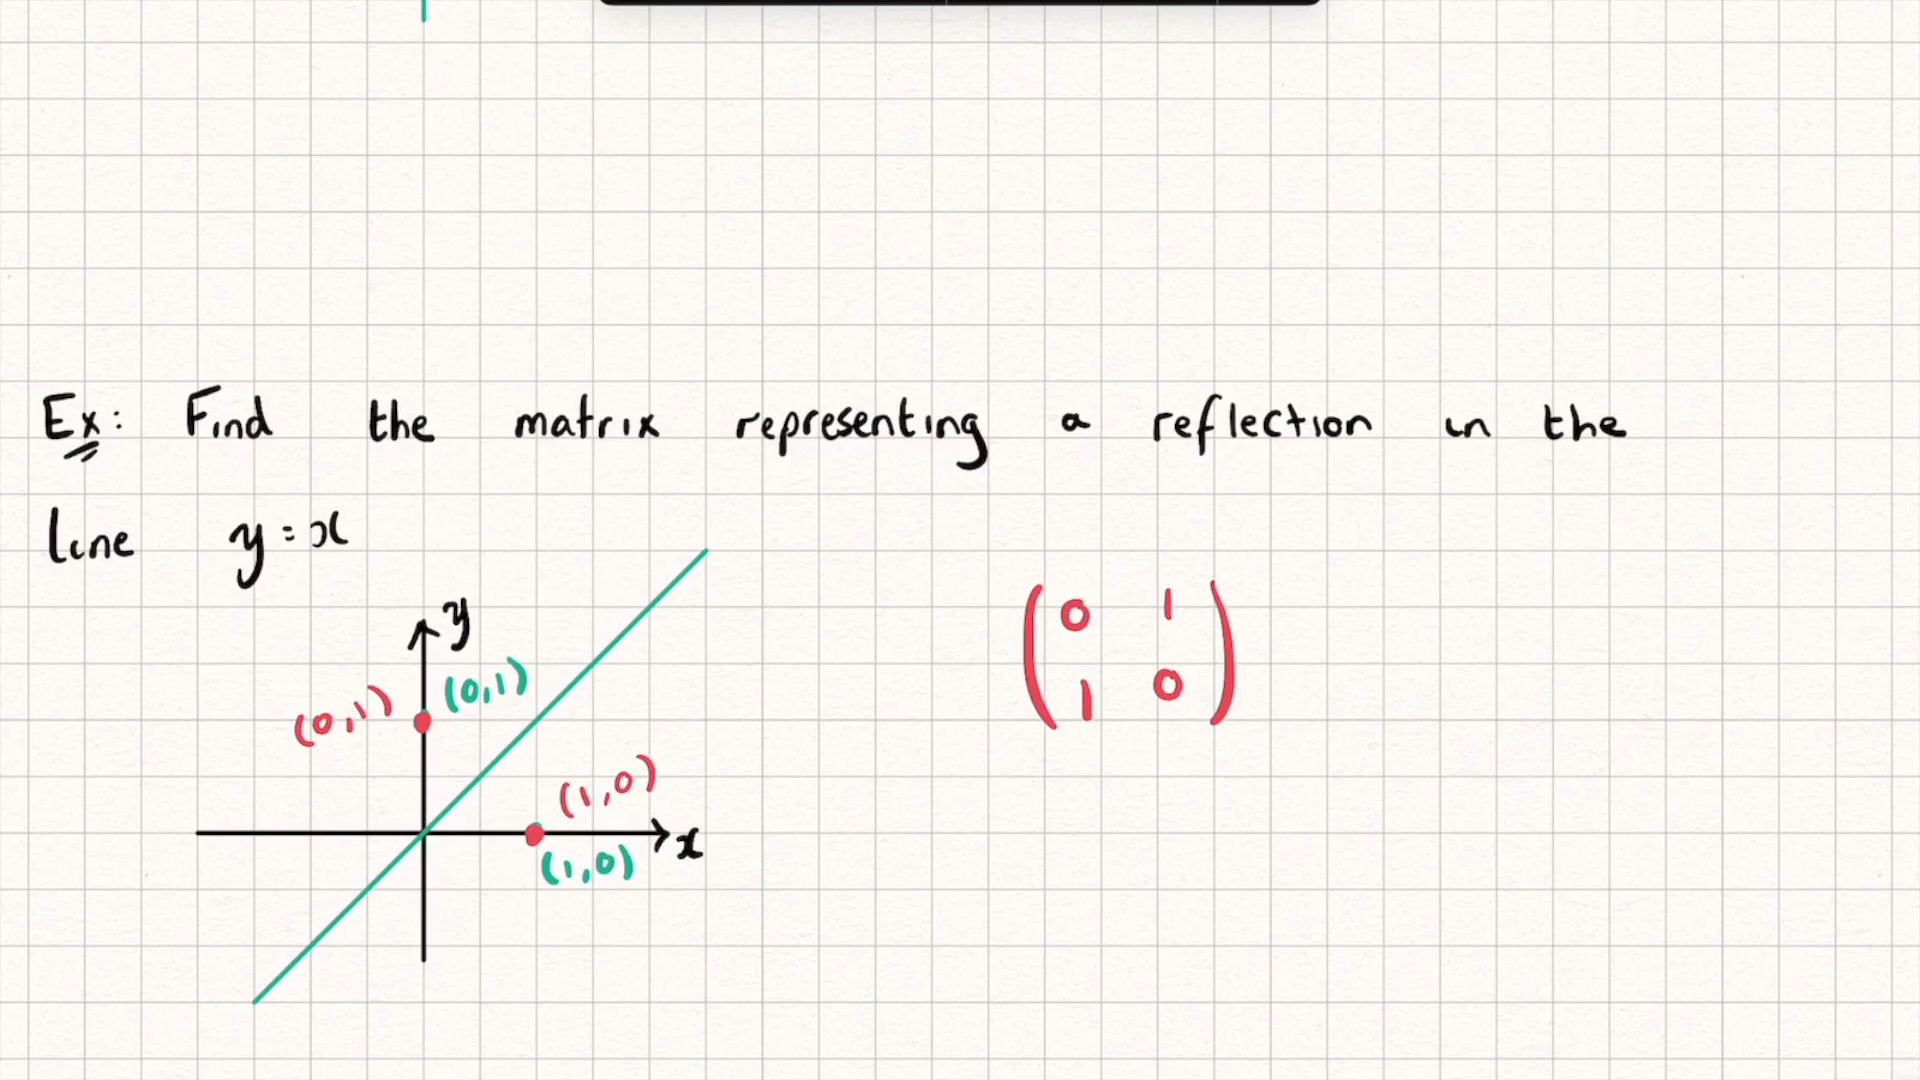 Ex: Find the matrix representing a reflection in the
line y = x
y
(0,1) (0,1)
(1,0)
x
(1,0)
( 0 1
1 0 )